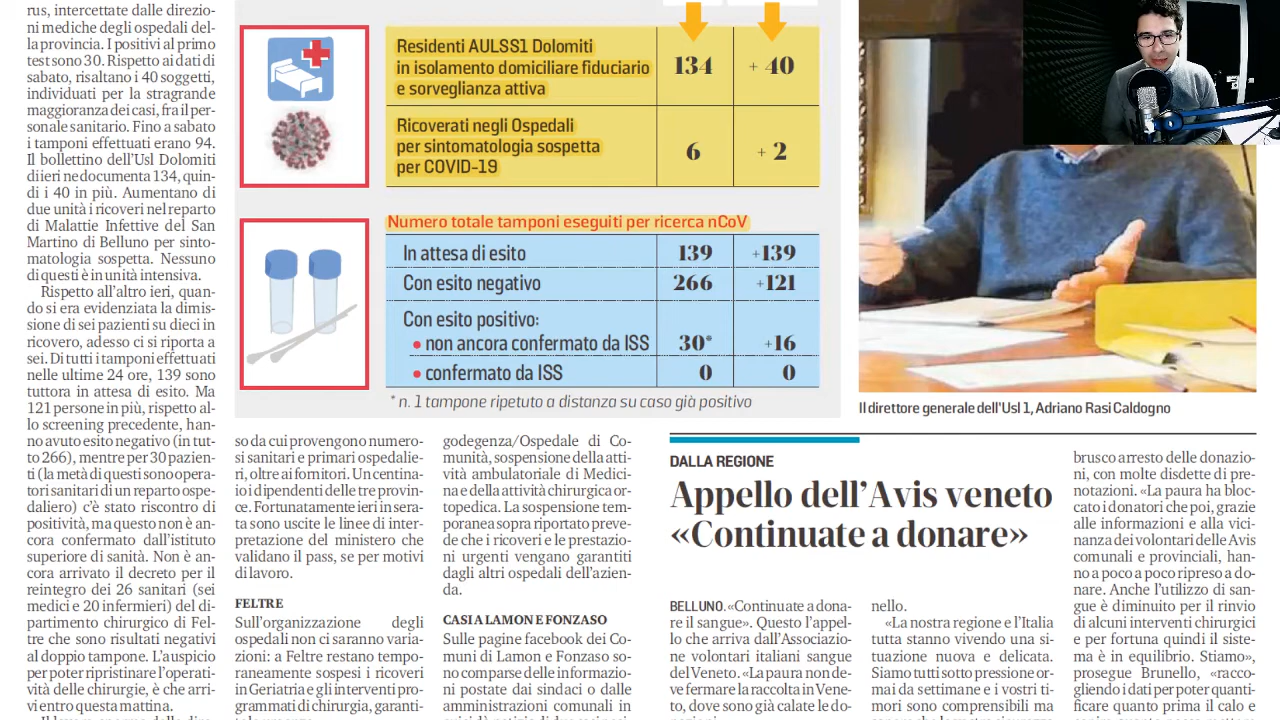 rus, intercettate dalle direzio-
ni mediche degli ospedali del-
la provincia. I positivi al primo
test sono 30. Rispetto ai dati di
sabato, risaltano i 40 soggetti,
individuati per la stragrande
maggioranza dei casi, fra il per-
sonale sanitario. Fino a sabato
i tamponi effettuati erano 94.
Il bollettino dell'Usl Dolomiti
di ieri ne documenta 134, quin-
di i 40 in più. Aumentano di
due unità i ricoveri nel reparto
di Malattie Infettive del San
Martino di Belluno per sinto-
matologia sospetta. Nessuno
di questi è in unità intensiva.
Rispetto all'altro ieri, quan-
do si era evidenziata la dimis-
sione di sei pazienti su dieci in
ricovero, adesso ci si riporta a
sei. Di tutti i tamponi effettuati
nelle ultime 24 ore, 139 sono
tuttora in attesa di esito. Ma
121 persone in più, rispetto al-
lo screening precedente, han-
no avuto esito negativo (in tut-
to 266), mentre per 30 pazien-
ti (la metà di questi sono opera-
tori sanitari di un reparto ospe-
daliero) c'è stato riscontro di
positività, ma questo non è an-
cora confermato dall'istituto
superiore di sanità. Non è an-
cora arrivato il decreto per il
reintegro dei 26 sanitari (sei
medici e 20 infermieri) del di-
partimento chirurgico di Fel-
tre che sono risultati negativi
al doppio tampone. L'auspicio
per poter ripristinare l'operati-
vità delle chirurgie, è che arri-
vi entro questa mattina.
Residenti AULSS1 Dolomiti
in isolamento domiciliare fiduciario
e sorveglianza attiva
134
+ 40
Ricoverati negli Ospedali
per sintomatologia sospetta
per COVID-19
6
+ 2
Numero totale tamponi eseguiti per ricerca nCoV
In attesa di esito 139 +139
Con esito negativo 266 +121
Con esito positivo:
• non ancora confermato da ISS 30* +16
• confermato da ISS 0 0
* n. 1 tampone ripetuto a distanza su caso già positivo
so da cui provengono numero-
si sanitari e primari ospedalie-
ri, oltre ai fornitori. Un centina-
io i dipendenti delle tre provin-
ce. Fortunatamente ieri in sera-
ta sono uscite le linee di inter-
pretazione del ministero che
validano il pass, se per motivi
di lavoro.
FELTRE
Sull'organizzazione degli
ospedali non ci saranno varia-
zioni: a Feltre restano tempo-
raneamente sospesi i ricoveri
in Geriatria e gli interventi pro-
grammati di chirurgia, garanti-
godegenza/Ospedale di Co-
munità, sospensione della atti-
vità ambulatoriale di Medici-
na e della attività chirurgica or-
topedica. La sospensione tem-
poranea sopra riportato preve-
de che i ricoveri e le prestazio-
ni urgenti vengano garantiti
dagli altri ospedali dell'azien-
da.
CASI A LAMON E FONZASO
Sulle pagine facebook dei Co-
muni di Lamon e Fonzaso so-
no comparse delle informazio-
ni postate dai sindaci o dalle
amministrazioni comunali in
Il direttore generale dell'Usl 1, Adriano Rasi Caldogno
DALLA REGIONE
Appello dell'Avis veneto
«Continuate a donare»
BELLUNO. «Continuate a dona-
re il sangue». Questo l'appel-
lo che arriva dall'Associazio-
ne volontari italiani sangue
del Veneto. «La paura non de-
ve fermare la raccolta in Vene-
to, dove sono già calate le do-
nello.
«La nostra regione e l'Italia
tutta stanno vivendo una si-
tuazione nuova e delicata.
Siamo tutti sotto pressione or-
mai da settimane e i vostri ti-
mori sono comprensibili ma
brusco arresto delle donazio-
ni, con molte disdette di pre-
notazioni. «La paura ha bloc-
cato i donatori che poi, grazie
alle informazioni e alla vici-
nanza dei volontari delle Avis
comunali e provinciali, han-
no a poco a poco ripreso a do-
nare. Anche l'utilizzo di san-
gue è diminuito per il rinvio
di alcuni interventi chirurgici
e per fortuna quindi il siste-
ma è in equilibrio. Stiamo»,
prosegue Brunello, «racco-
gliendo i dati per poter quanti-
ficare quanto prima il calo e